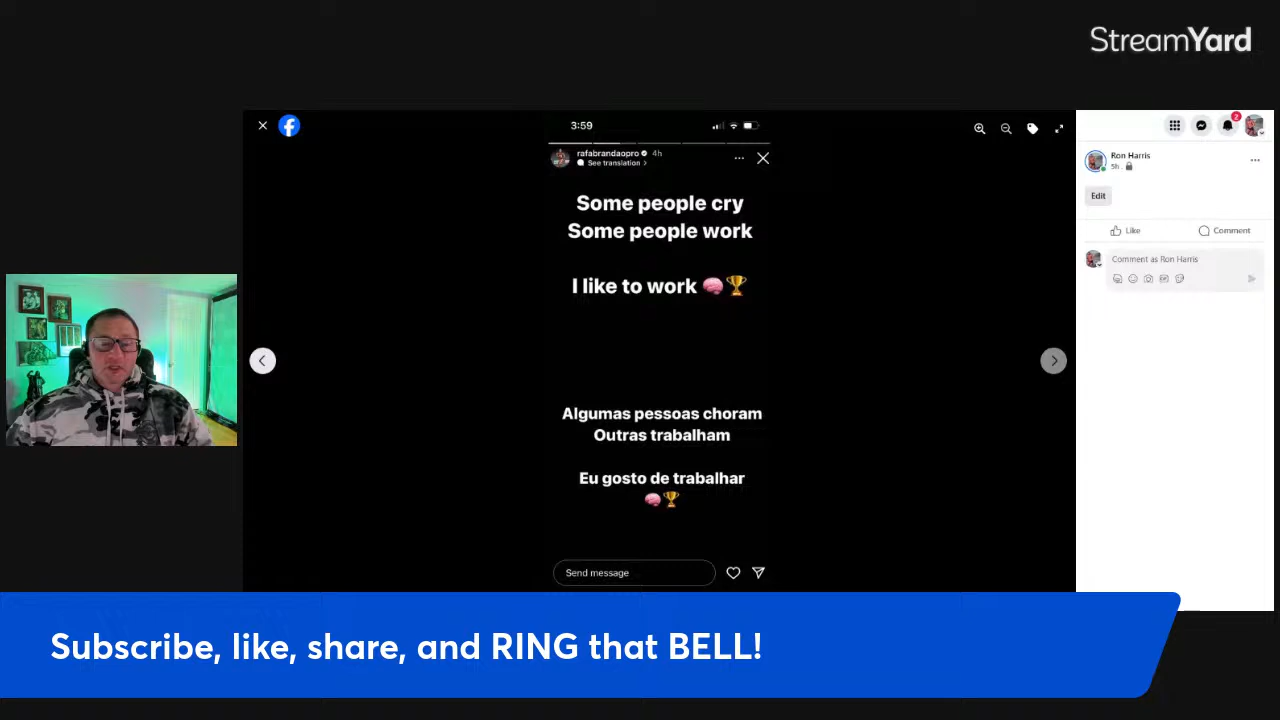 StreamYard
3:59
rafabrandaopro 4h
See translation
Some people cry
Some people work
I like to work 🧠🏆
Algumas pessoas choram
Outras trabalham
Eu gosto de trabalhar
🧠🏆
Send message
2
Ron Harris
5h
Edit
Like
Comment
Comment as Ron Harris
Subscribe, like, share, and RING that BELL!